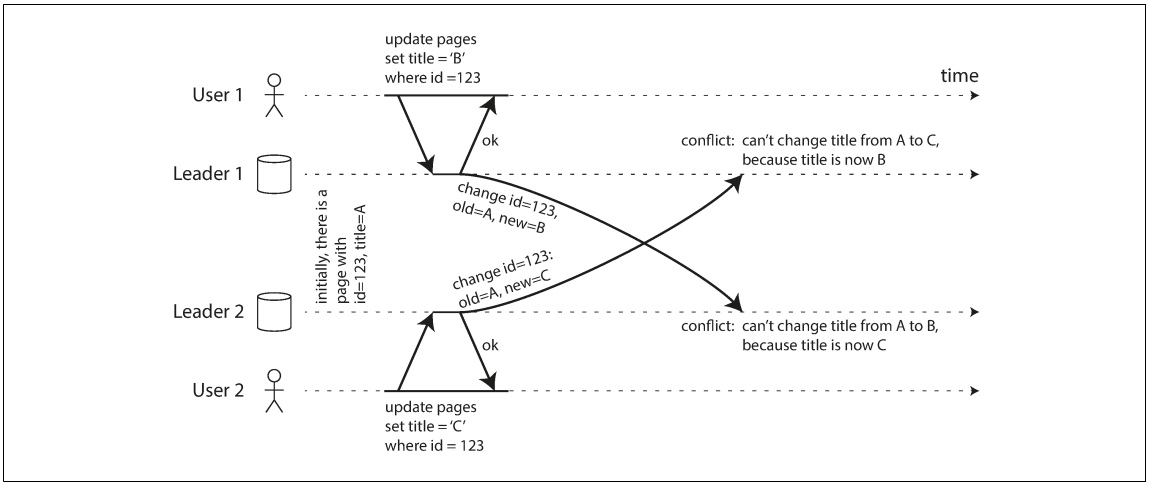 update pages
set title = ‘B’
where id =123
time
User 1
ok
conflict: can’t change title from A to C,
because title is now B
Leader 1
change id=123,
old=A, new=B
initially, there is a
page with
id=123, title=A
change id=123:
old=A, new=C
Leader 2
conflict: can’t change title from A to B,
because title is now C
ok
User 2
update pages
set title = ‘C’
where id = 123